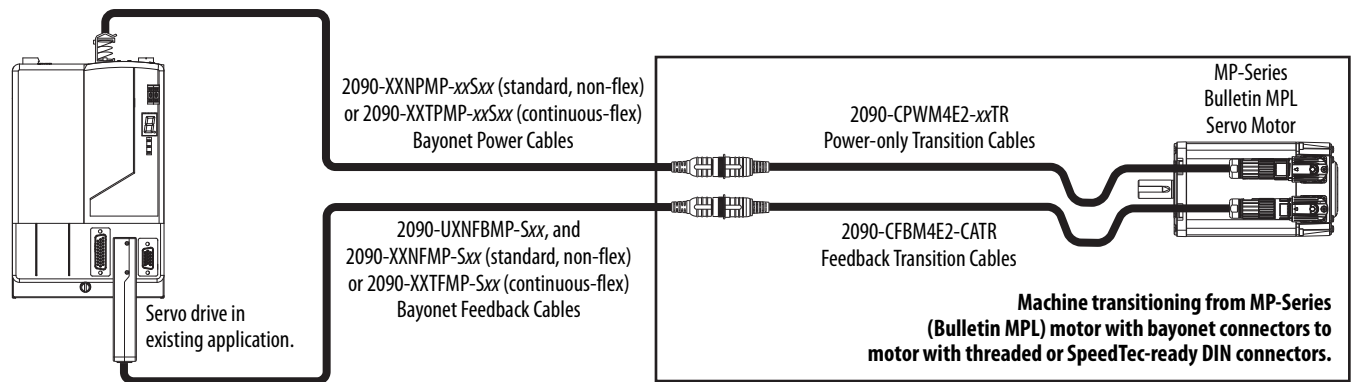 2090-XXNPMP-xxSxx (standard, non-flex)
or 2090-XXTPMP-xxSxx (continuous-flex)
Bayonet Power Cables
2090-CPWM4E2-xxTR
Power-only Transition Cables
MP-Series
Bulletin MPL
Servo Motor
2090-UXNFBMP-Sxx, and
2090-XXNFMP-Sxx (standard, non-flex)
or 2090-XXTFMP-Sxx (continuous-flex)
Bayonet Feedback Cables
2090-CFBM4E2-CATR
Feedback Transition Cables
Servo drive in
existing application.
Machine transitioning from MP-Series
(Bulletin MPL) motor with bayonet connectors to
motor with threaded or SpeedTec-ready DIN connectors.